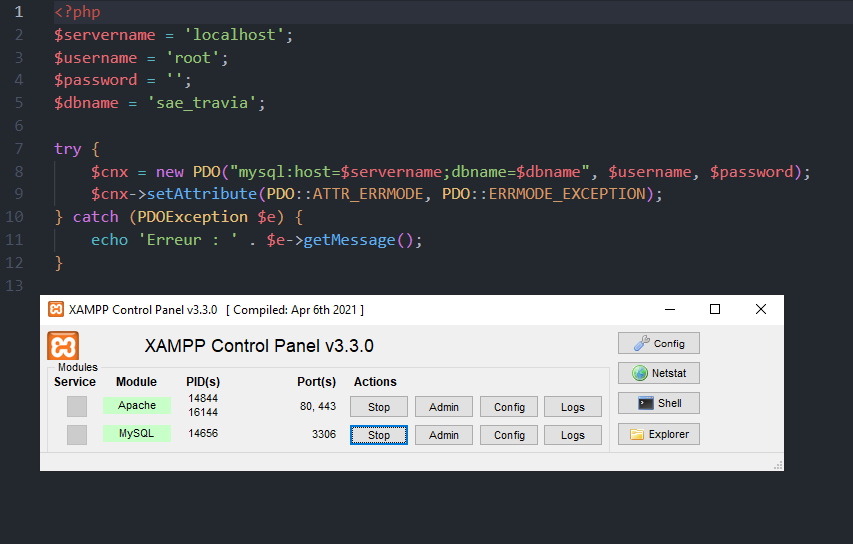 1 <?php
2 $servername = 'localhost';
3 $username = 'root';
4 $password = '';
5 $dbname = 'sae_travia';
6
7 try {
8     $cnx = new PDO("mysql:host=$servername;dbname=$dbname", $username, $password);
9     $cnx->setAttribute(PDO::ATTR_ERRMODE, PDO::ERRMODE_EXCEPTION);
10 } catch (PDOException $e) {
11     echo 'Erreur : ' . $e->getMessage();
12 }
13
XAMPP Control Panel v3.3.0 [ Compiled: Apr 6th 2021 ]
XAMPP Control Panel v3.3.0
Config
Modules
Service Module PID(s) Port(s) Actions
Netstat
Apache 14844 16144 80, 443 Stop Admin Config Logs
Shell
MySQL 14656 3306 Stop Admin Config Logs
Explorer